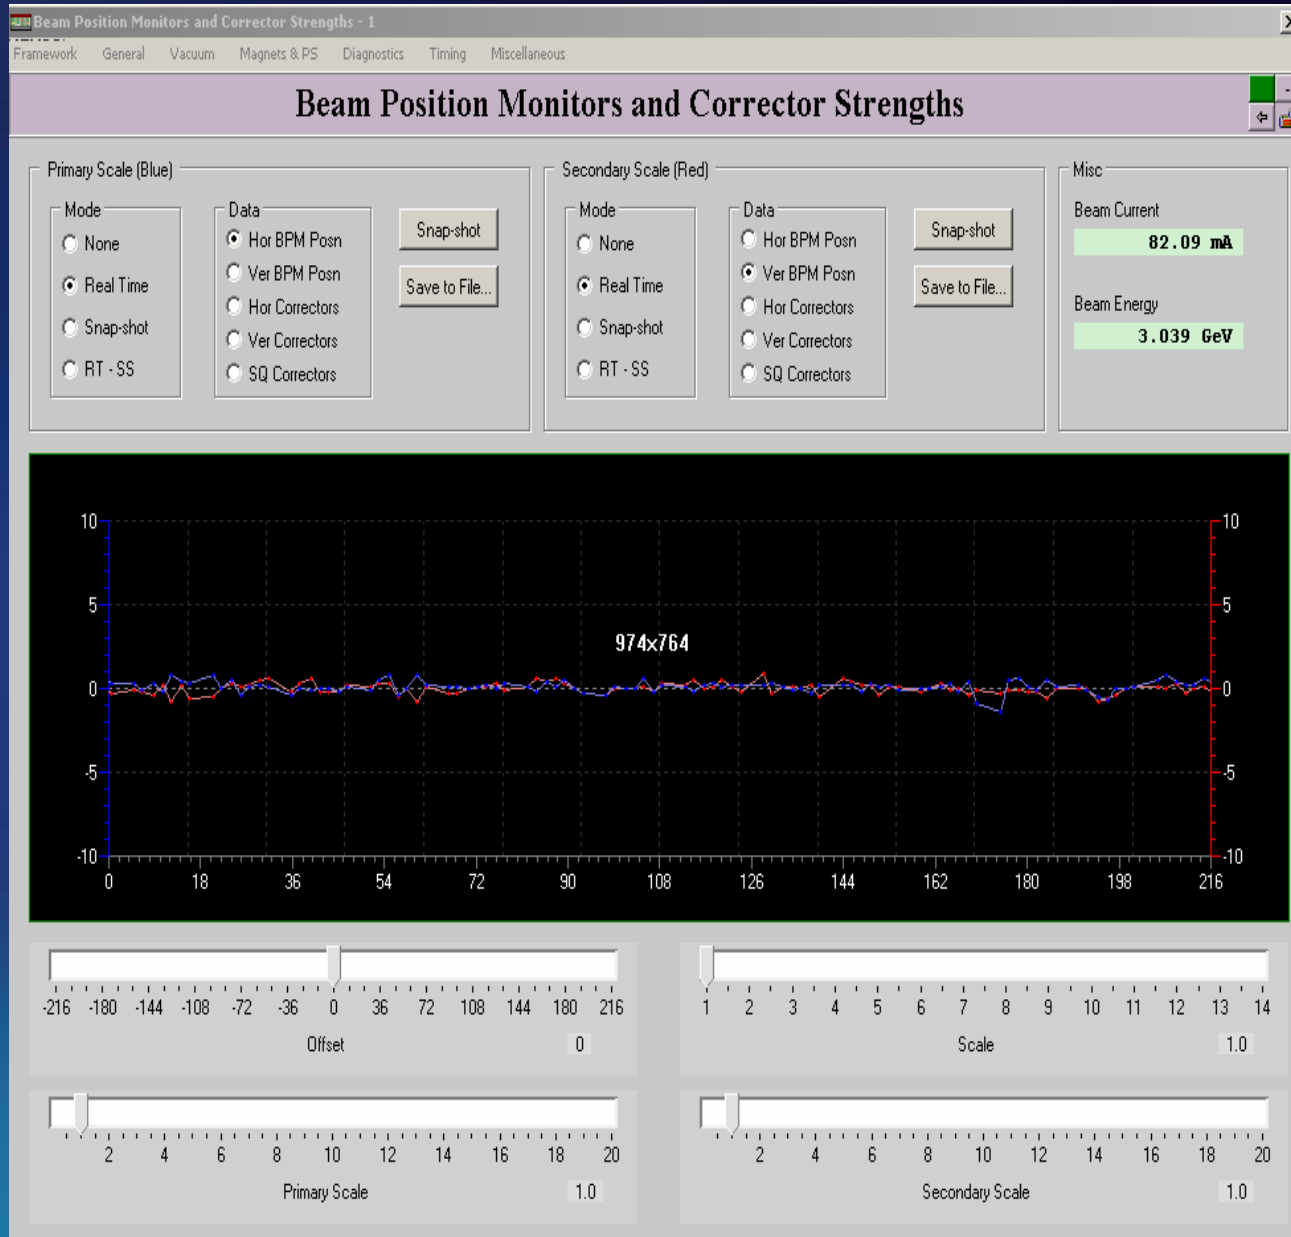 Beam Position Monitors and Corrector Strengths - 1
Framework General Vacuum Magnets & PS Diagnostics Timing Miscellaneous
Beam Position Monitors and Corrector Strengths
Primary Scale (Blue)
Mode
None
Real Time
Snap-shot
RT - SS
Data
Hor BPM Posn
Ver BPM Posn
Hor Correctors
Ver Correctors
SQ Correctors
Snap-shot
Save to File...
Secondary Scale (Red)
Mode
None
Real Time
Snap-shot
RT - SS
Data
Hor BPM Posn
Ver BPM Posn
Hor Correctors
Ver Correctors
SQ Correctors
Snap-shot
Save to File...
Misc
Beam Current
82.09 mA
Beam Energy
3.039 GeV
10 10
5 5
974x764
0 0
-5 -5
-10 -10
0 18 36 54 72 90 108 126 144 162 180 198 216
-216 -180 -144 -108 -72 -36 0 36 72 108 144 180 216
Offset 0
1 2 3 4 5 6 7 8 9 10 11 12 13 14
Scale 1.0
2 4 6 8 10 12 14 16 18 20
Primary Scale 1.0
2 4 6 8 10 12 14 16 18 20
Secondary Scale 1.0